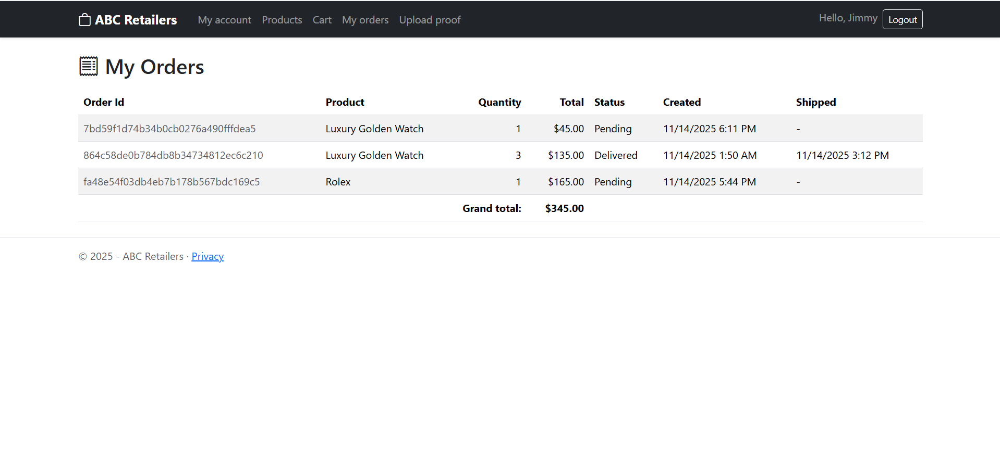 ABC Retailers My account Products Cart My orders Upload proof Hello, Jimmy Logout
My Orders
Order Id Product Quantity Total Status Created Shipped
7bd59f1d74b34b0cb0276a490fffdea5 Luxury Golden Watch 1 $45.00 Pending 11/14/2025 6:11 PM -
864c58de0b784db8b34734812ec6c210 Luxury Golden Watch 3 $135.00 Delivered 11/14/2025 1:50 AM 11/14/2025 3:12 PM
fa48e54f03db4eb7b178b567bdc169c5 Rolex 1 $165.00 Pending 11/14/2025 5:44 PM -
Grand total: $345.00
© 2025 - ABC Retailers · Privacy